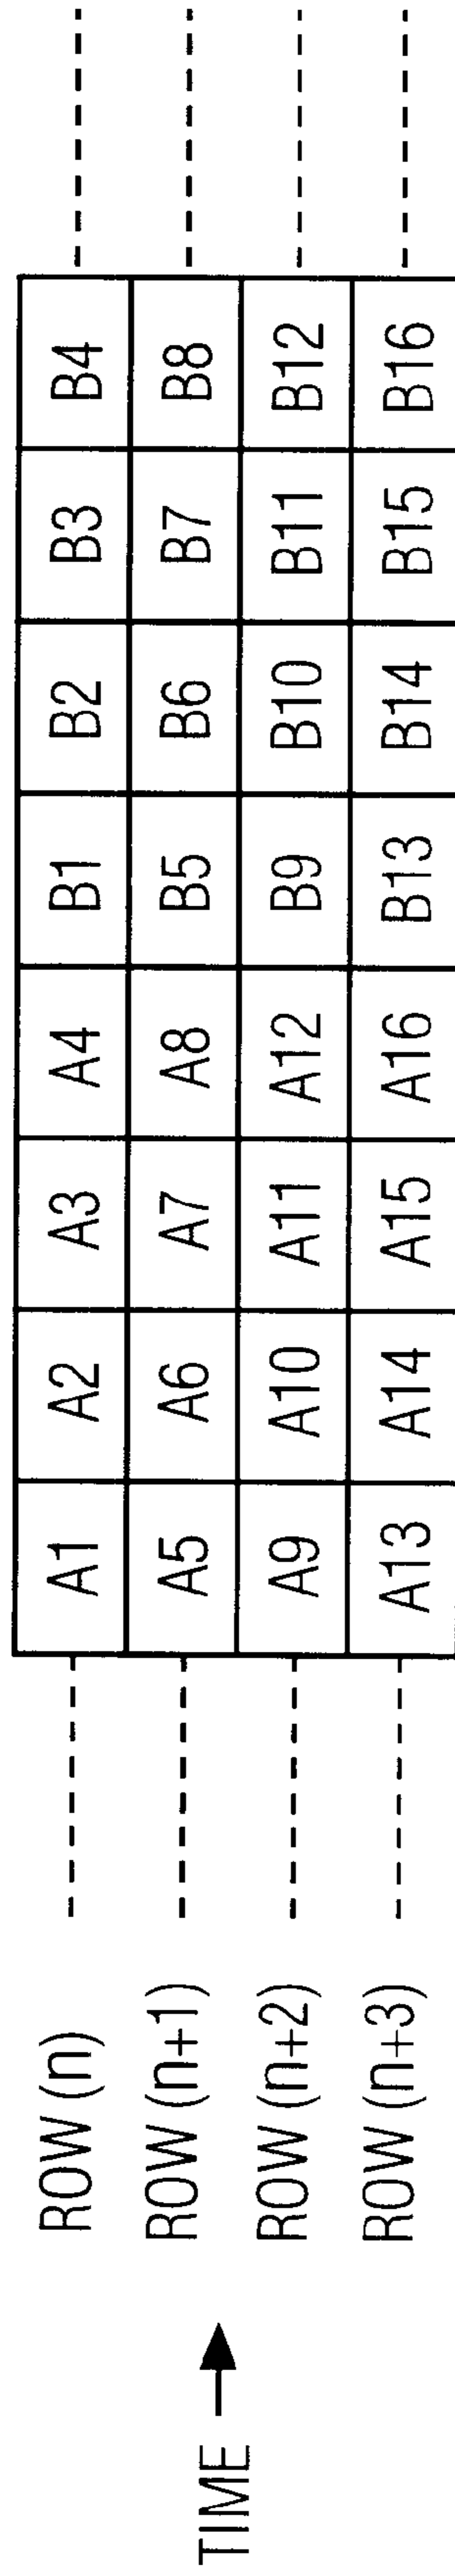 ROW (n) A1 A2 A3 A4 B1 B2 B3 B4
ROW (n+1) A5 A6 A7 A8 B5 B6 B7 B8
ROW (n+2) A9 A10 A11 A12 B9 B10 B11 B12
ROW (n+3) A13 A14 A15 A16 B13 B14 B15 B16
TIME